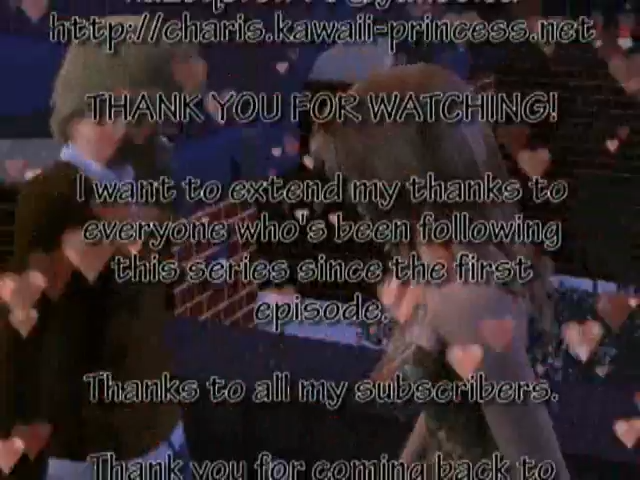 http://charis.kawaii-princess.net
THANK YOU FOR WATCHING!
I want to extend my thanks to
everyone who's been following
this series since the first
episode.
Thanks to all my subscribers.
Thank you for coming back to